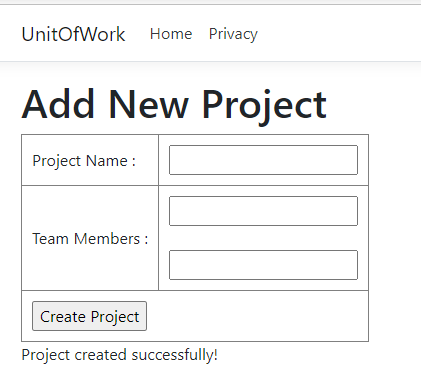 UnitOfWork Home Privacy
Add New Project
Project Name :
Team Members :
Create Project
Project created successfully!